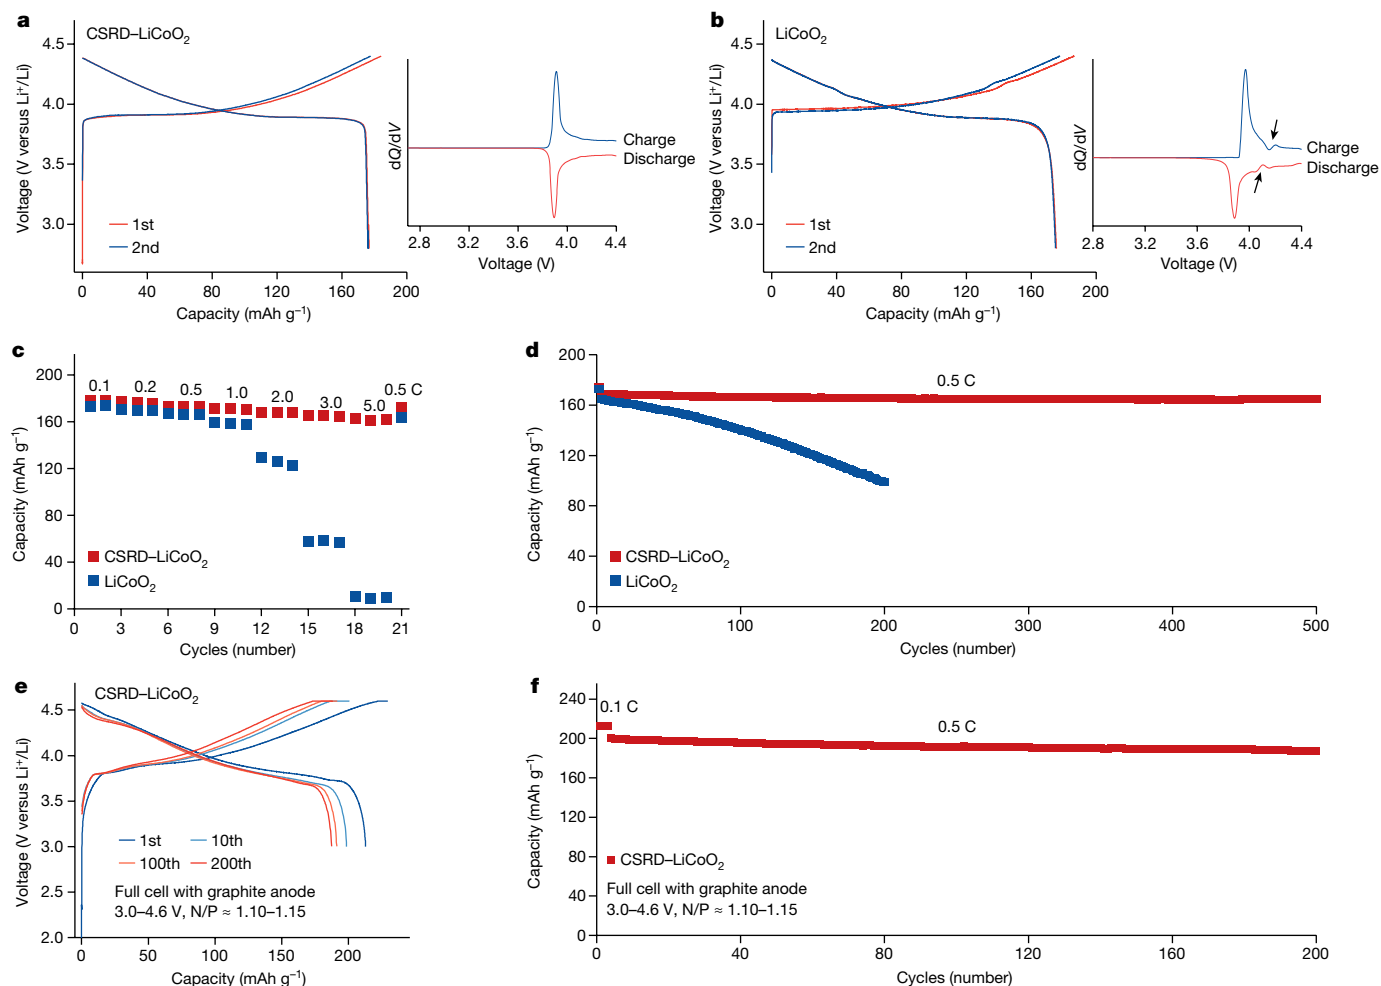 a
CSRD–LiCoO2
Voltage (V versus Li⁺/Li)
4.5
4.0
3.5
3.0
1st
2nd
0 40 80 120 160 200
Capacity (mAh g⁻¹)
dQ/dV
Charge
Discharge
2.8 3.2 3.6 4.0 4.4
Voltage (V)
b
LiCoO2
Voltage (V versus Li⁺/Li)
4.5
4.0
3.5
3.0
1st
2nd
0 40 80 120 160 200
Capacity (mAh g⁻¹)
dQ/dV
Charge
Discharge
2.8 3.2 3.6 4.0 4.4
Voltage (V)
c
Capacity (mAh g⁻¹)
200
160
120
80
40
0
0.1 0.2 0.5 1.0 2.0 3.0 5.0 0.5 C
CSRD–LiCoO2
LiCoO2
0 3 6 9 12 15 18 21
Cycles (number)
d
Capacity (mAh g⁻¹)
200
160
120
80
40
0
0.5 C
CSRD–LiCoO2
LiCoO2
0 100 200 300 400 500
Cycles (number)
e
CSRD–LiCoO2
Voltage (V versus Li⁺/Li)
4.5
4.0
3.5
3.0
2.5
2.0
1st 10th
100th 200th
Full cell with graphite anode
3.0–4.6 V, N/P ≈ 1.10–1.15
0 50 100 150 200
Capacity (mAh g⁻¹)
f
Capacity (mAh g⁻¹)
240
200
160
120
80
40
0
0.1 C
0.5 C
CSRD–LiCoO2
Full cell with graphite anode
3.0–4.6 V, N/P ≈ 1.10–1.15
0 40 80 120 160 200
Cycles (number)